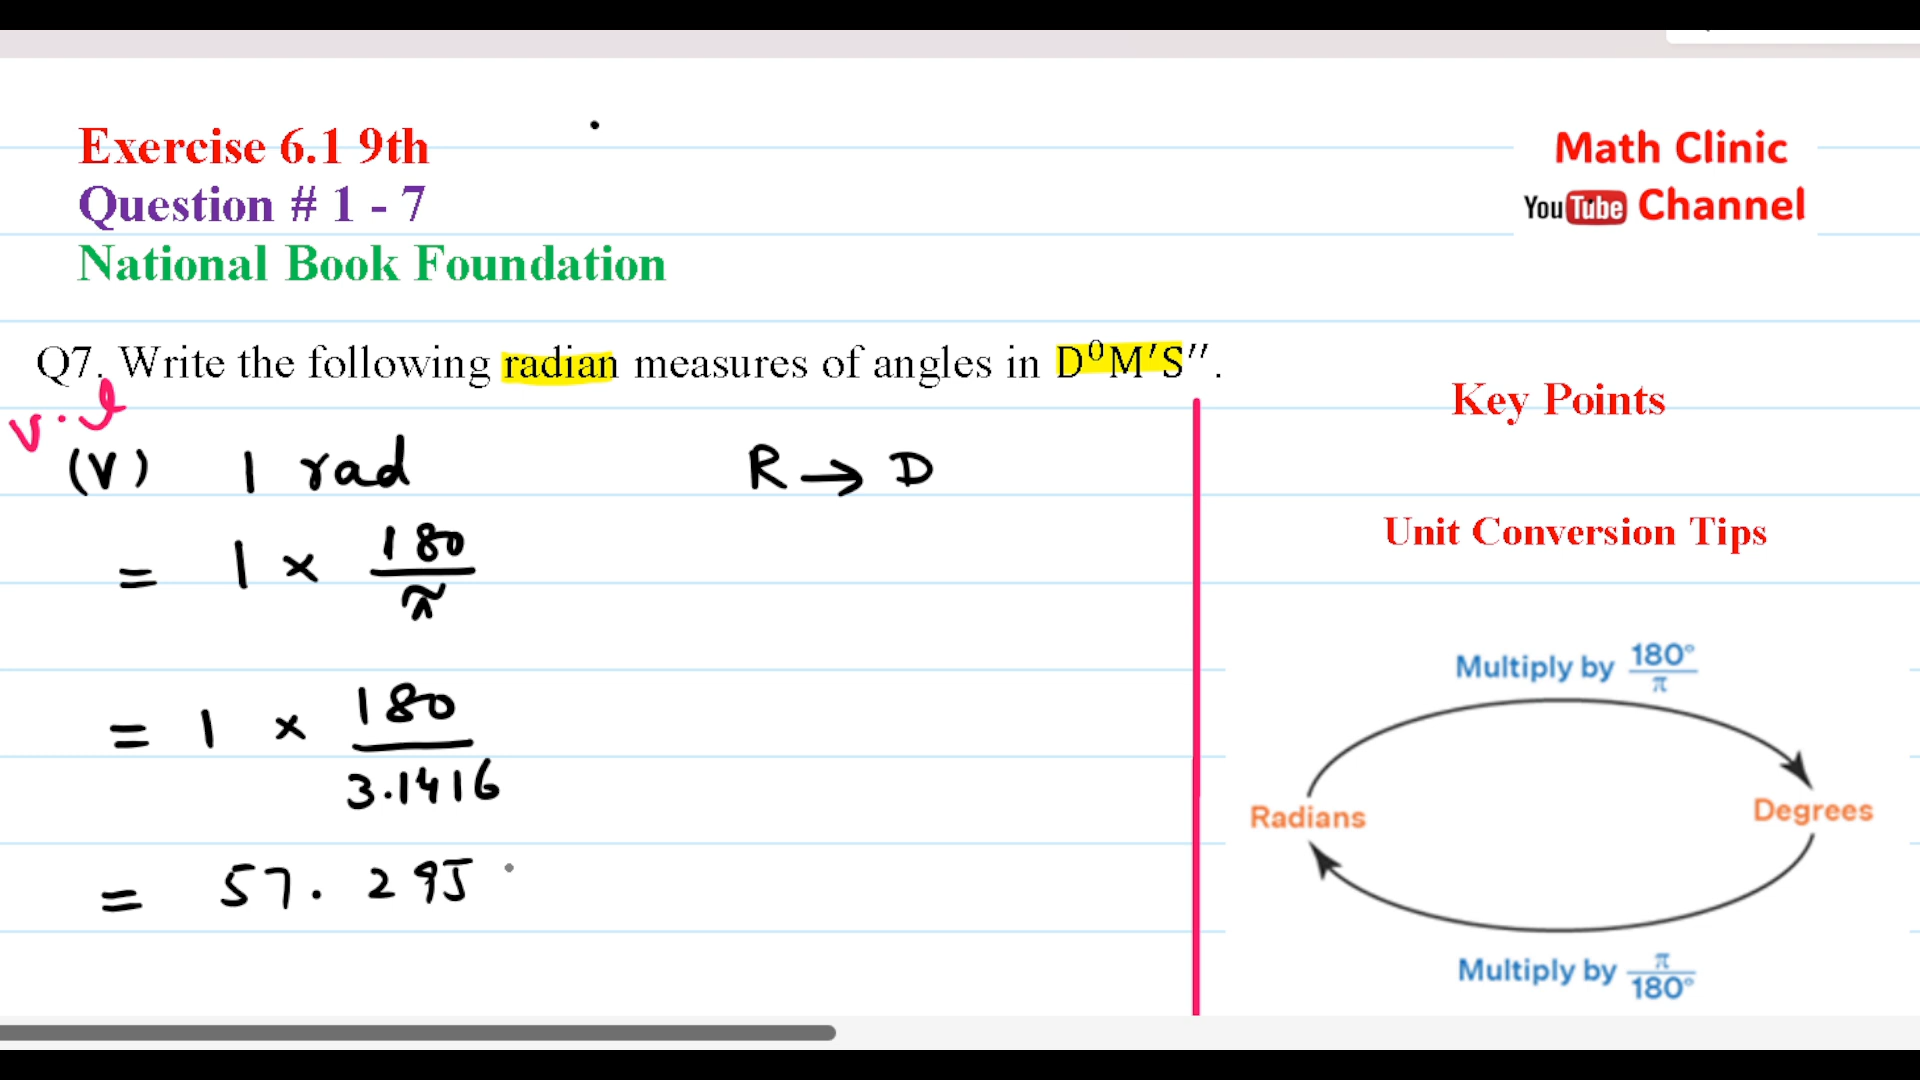 Exercise 6.1 9th
Question # 1 - 7
National Book Foundation
Math Clinic
YouTube Channel
Q7. Write the following radian measures of angles in D⁰M′S′′.
v.I
(V) 1 rad R → D
= 1 × 180/π
= 1 × 180/3.1416
= 57.295
Key Points
Unit Conversion Tips
Multiply by 180°/π
Radians
Degrees
Multiply by π/180°